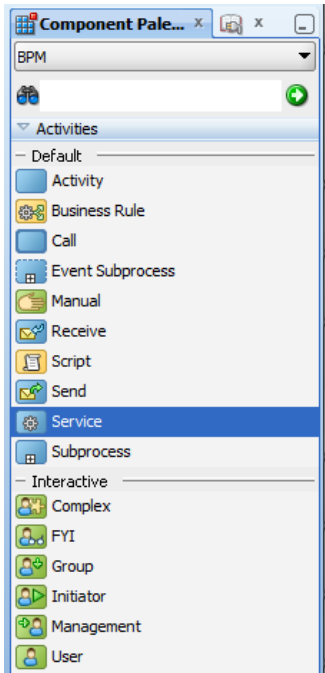 Component Pale...
BPM
Activities
Default
Activity
Business Rule
Call
Event Subprocess
Manual
Receive
Script
Send
Service
Subprocess
Interactive
Complex
FYI
Group
Initiator
Management
User